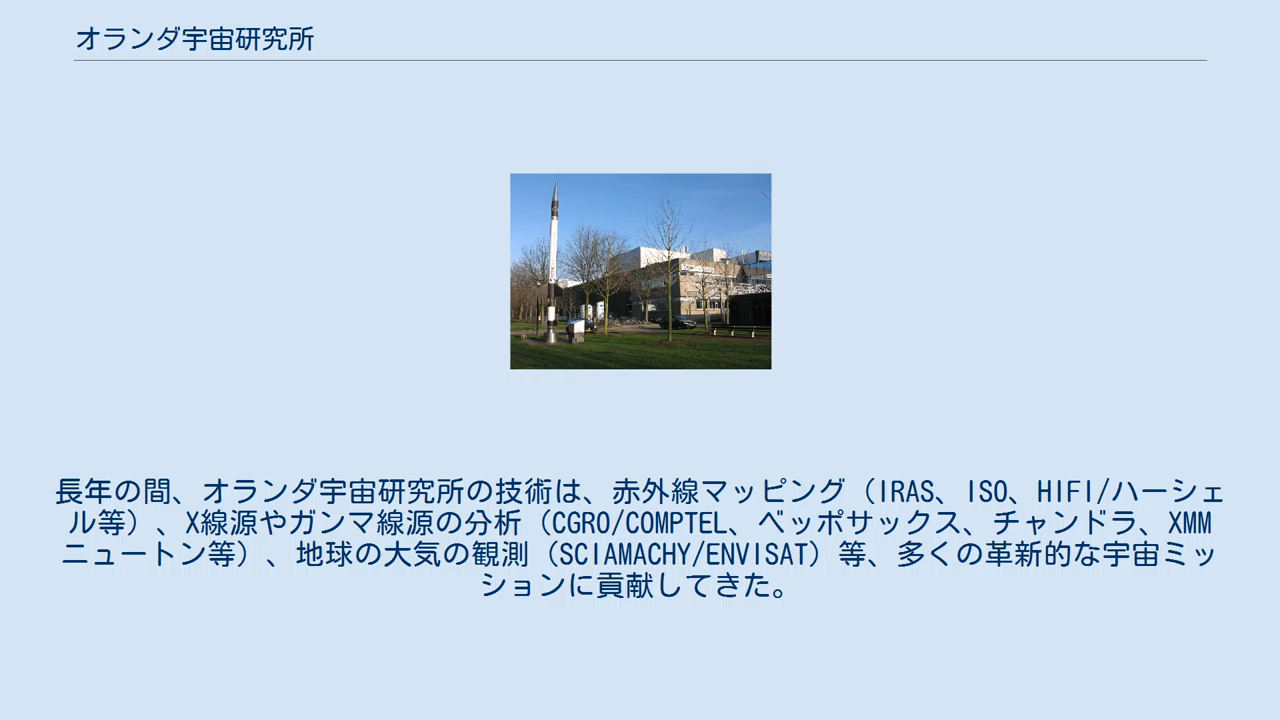 オランダ宇宙研究所
長年の間、オランダ宇宙研究所の技術は、赤外線マッピング（IRAS、ISO、HIFI/ハーシェ
ル等）、X線源やガンマ線源の分析（CGRO/COMPTEL、ベッポサックス、チャンドラ、XMM
ニュートン等）、地球の大気の観測（SCIAMACHY/ENVISAT）等、多くの革新的な宇宙ミッ
ションに貢献してきた。